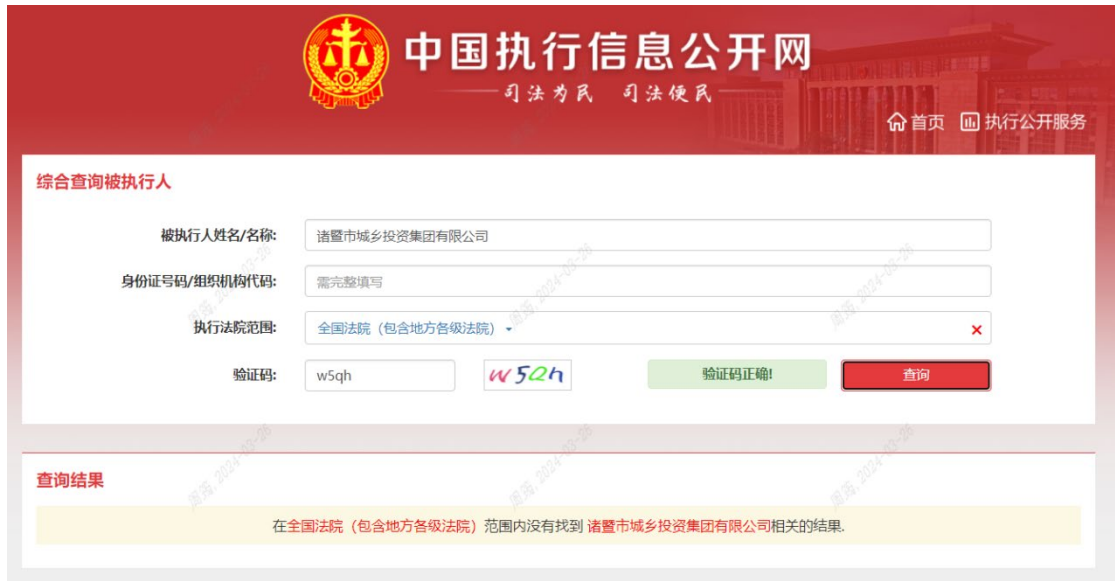 中国执行信息公开网
司法为民 司法便民
首页 执行公开服务
综合查询被执行人
被执行人姓名/名称: 诸暨市城乡投资集团有限公司
身份证号码/组织机构代码: 需完整填写
执行法院范围: 全国法院（包含地方各级法院）
验证码: w5qh w5Qh 验证码正确! 查询
查询结果
在全国法院（包含地方各级法院）范围内没有找到 诸暨市城乡投资集团有限公司相关的结果.